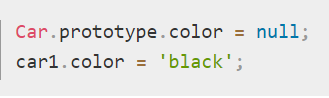 Car.prototype.color = null;
car1.color = 'black';